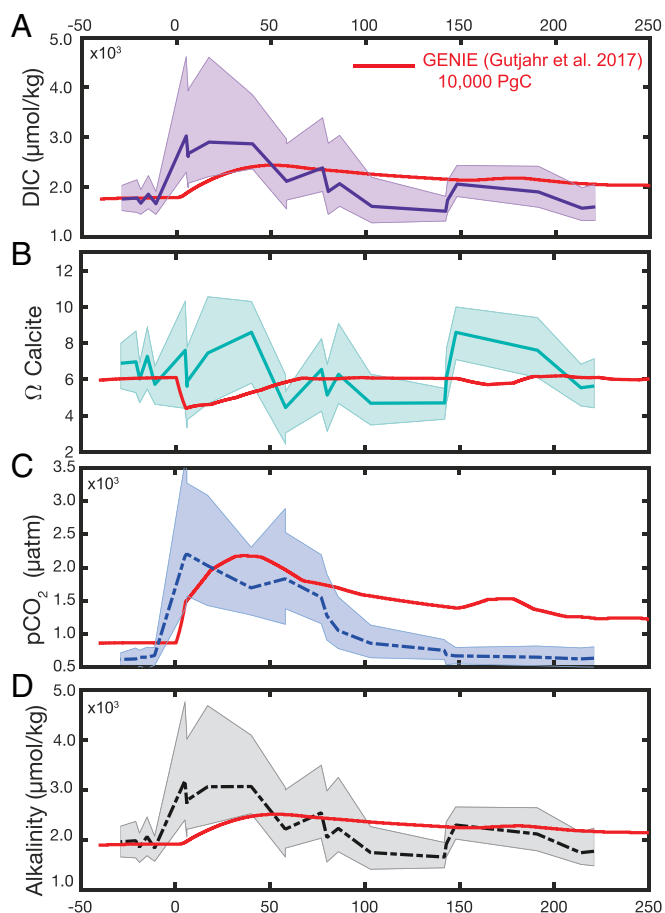 A
-50 0 50 100 150 200 250
5.0
x10³
GENIE (Gutjahr et al. 2017)
10,000 PgC
4.0
3.0
2.0
1.0
DIC (μmol/kg)
B
12
10
8
6
4
2
Ω Calcite
C
3.5
x10³
3.0
2.5
2.0
1.5
1.0
0.5
pCO₂ (μatm)
D
5.0
x10³
4.0
3.0
2.0
1.0
Alkalinity (μmol/kg)
-50 0 50 100 150 200 250